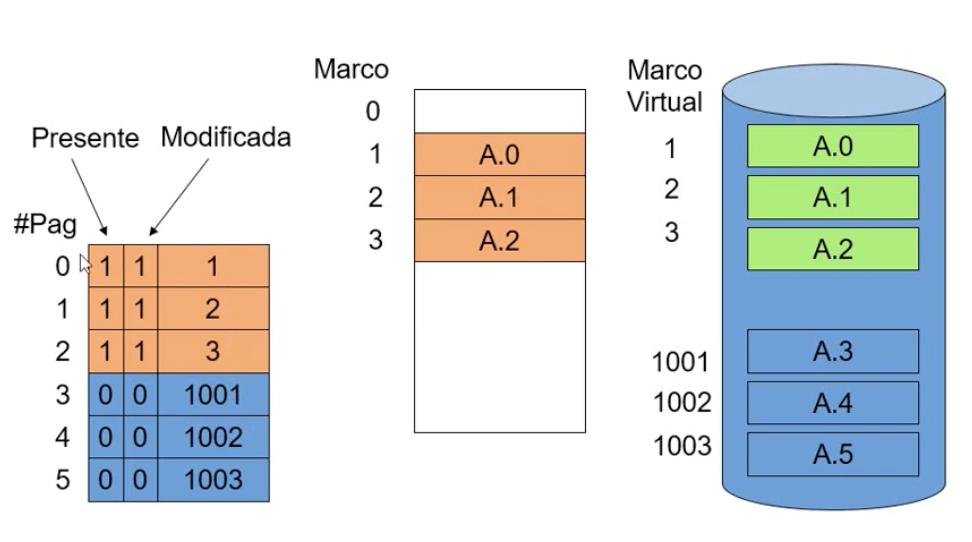 Presente Modificada
#Pag
0 1 1 1
1 1 1 2
2 1 1 3
3 0 0 1001
4 0 0 1002
5 0 0 1003
Marco
0
1 A.0
2 A.1
3 A.2
Marco
Virtual
1 A.0
2 A.1
3 A.2
1001 A.3
1002 A.4
1003 A.5